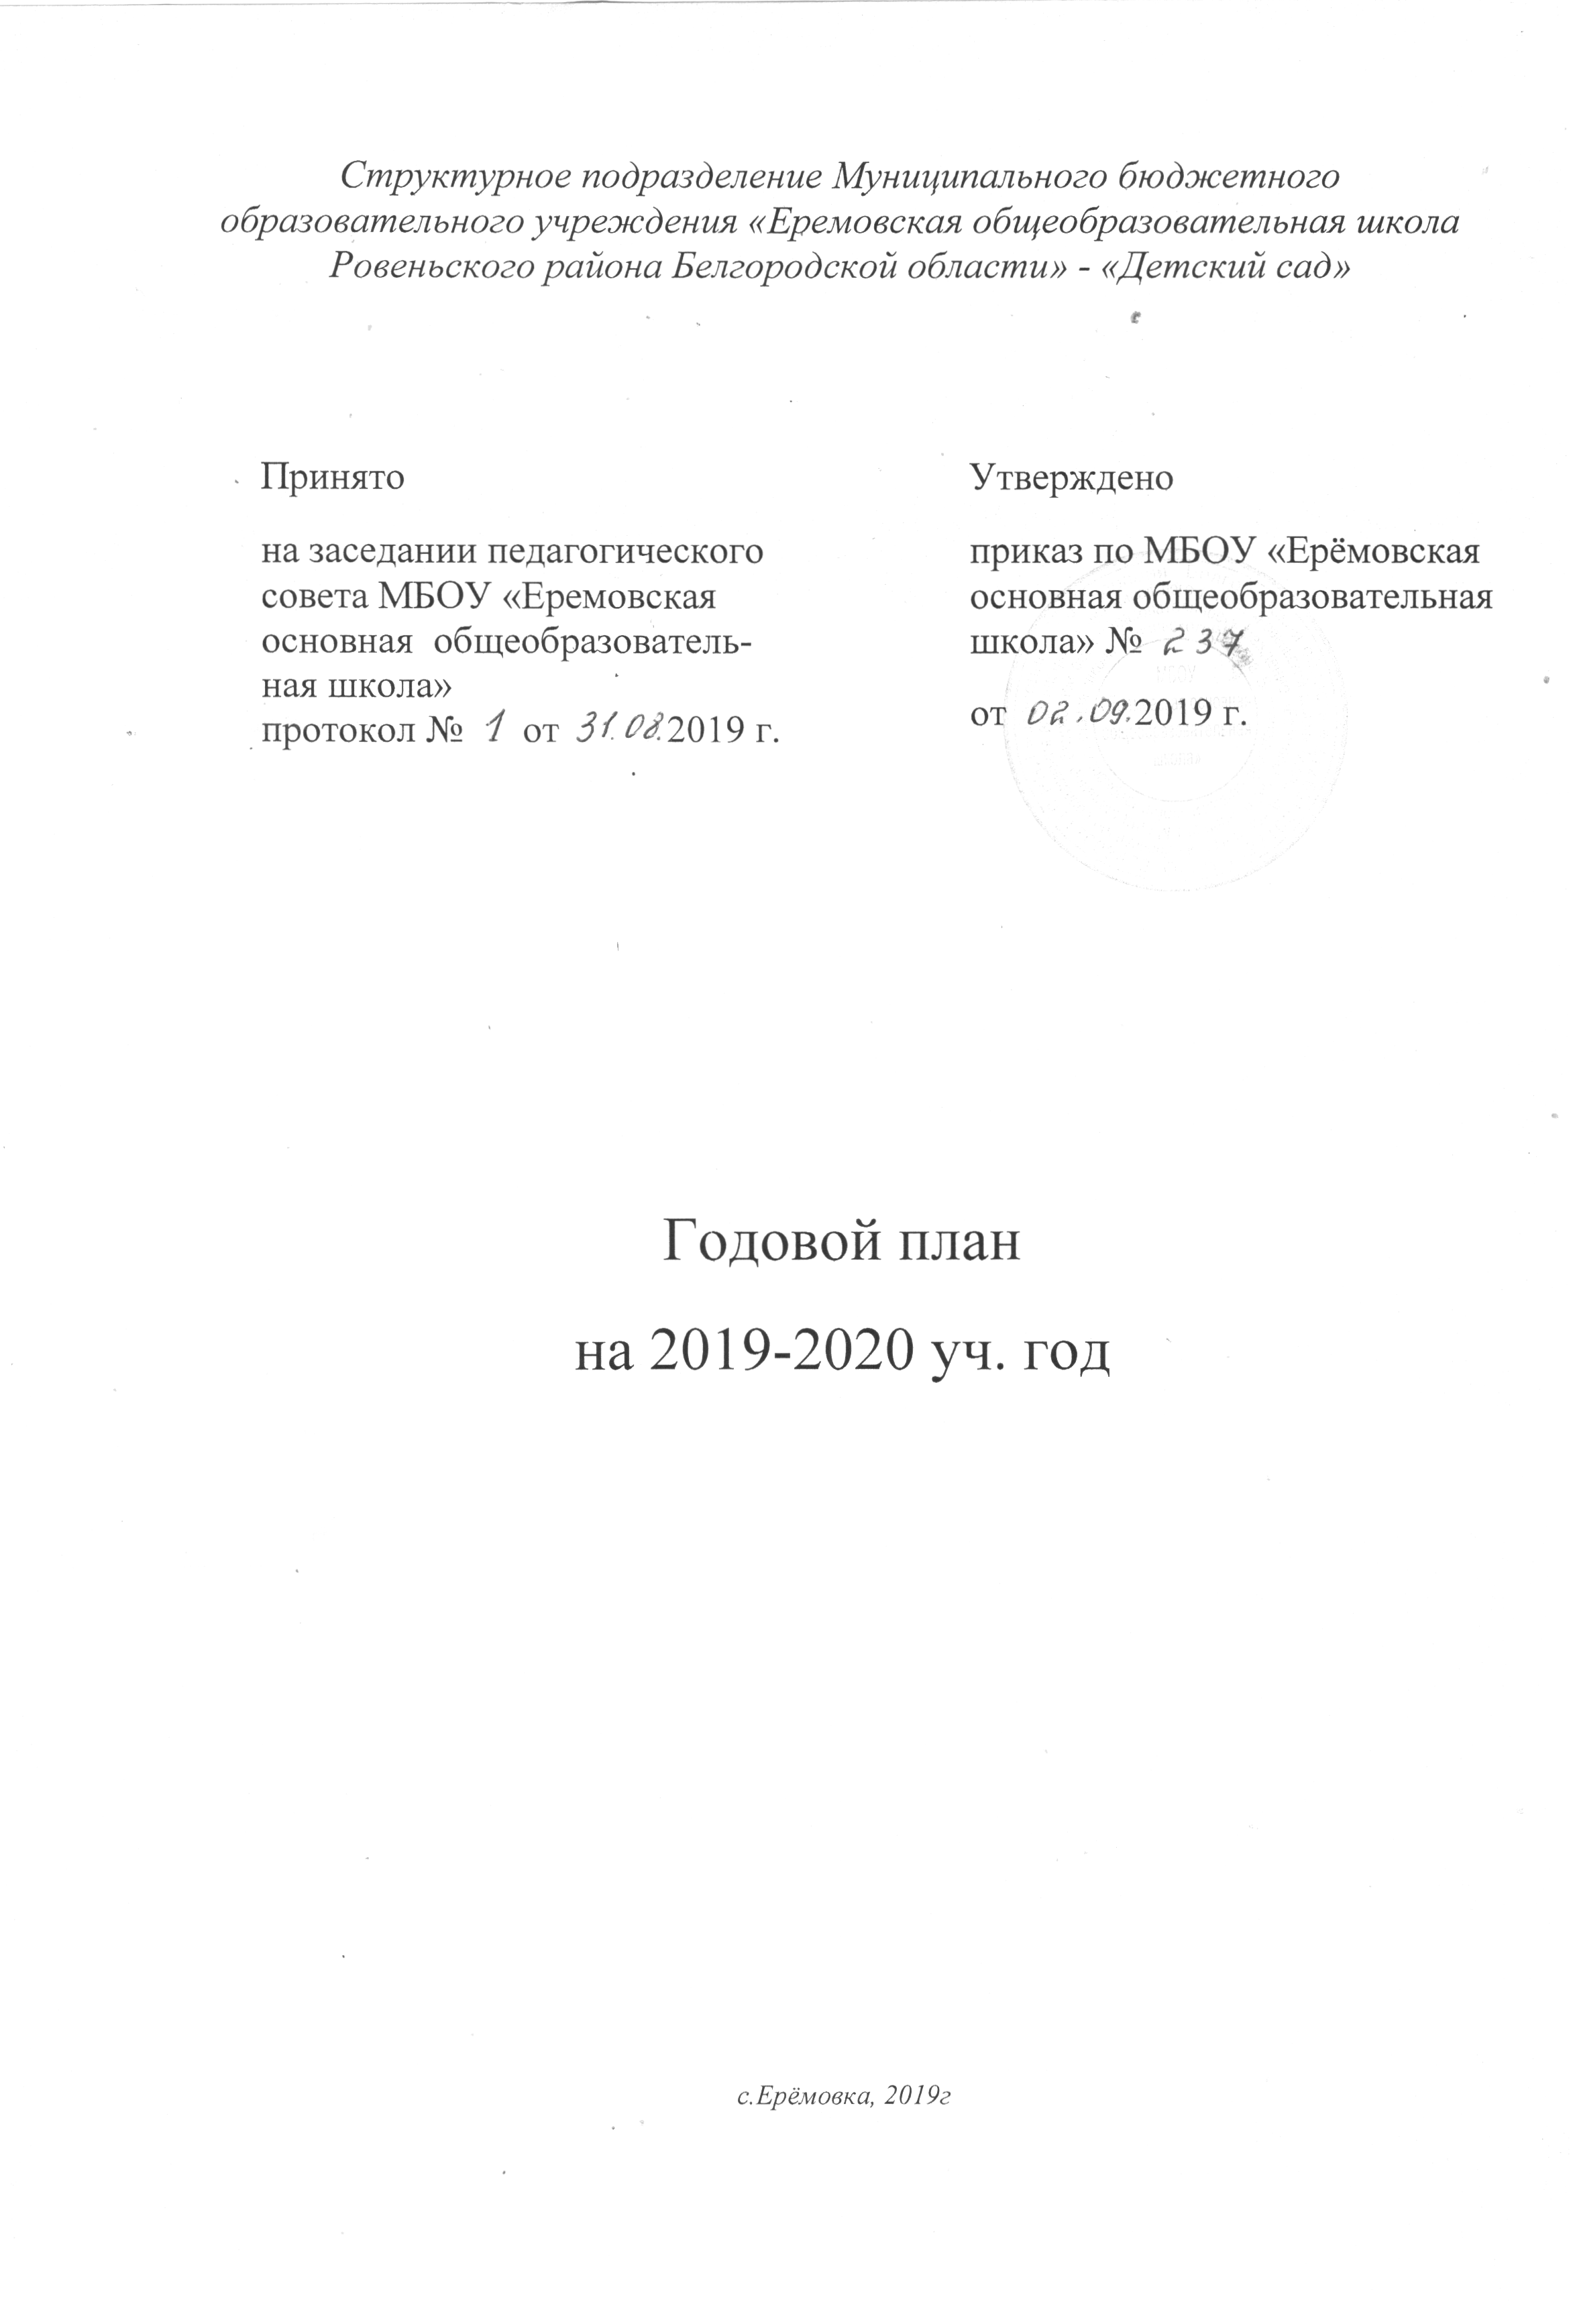 Структурное подразделение Муниципального бюджетного
образовательного учреждения «Еремовская общеобразовательная школа
Ровеньского района Белгородской области» - «Детский сад»
Принято
на заседании педагогического
совета МБОУ «Еремовская
основная общеобразователь-
ная школа»
протокол № 1 от 31.08.2019 г.
Утверждено
приказ по МБОУ «Ерёмовская
основная общеобразовательная
школа» № 237
от 02.09.2019 г.
Годовой план
на 2019-2020 уч. год
с.Ерёмовка, 2019г